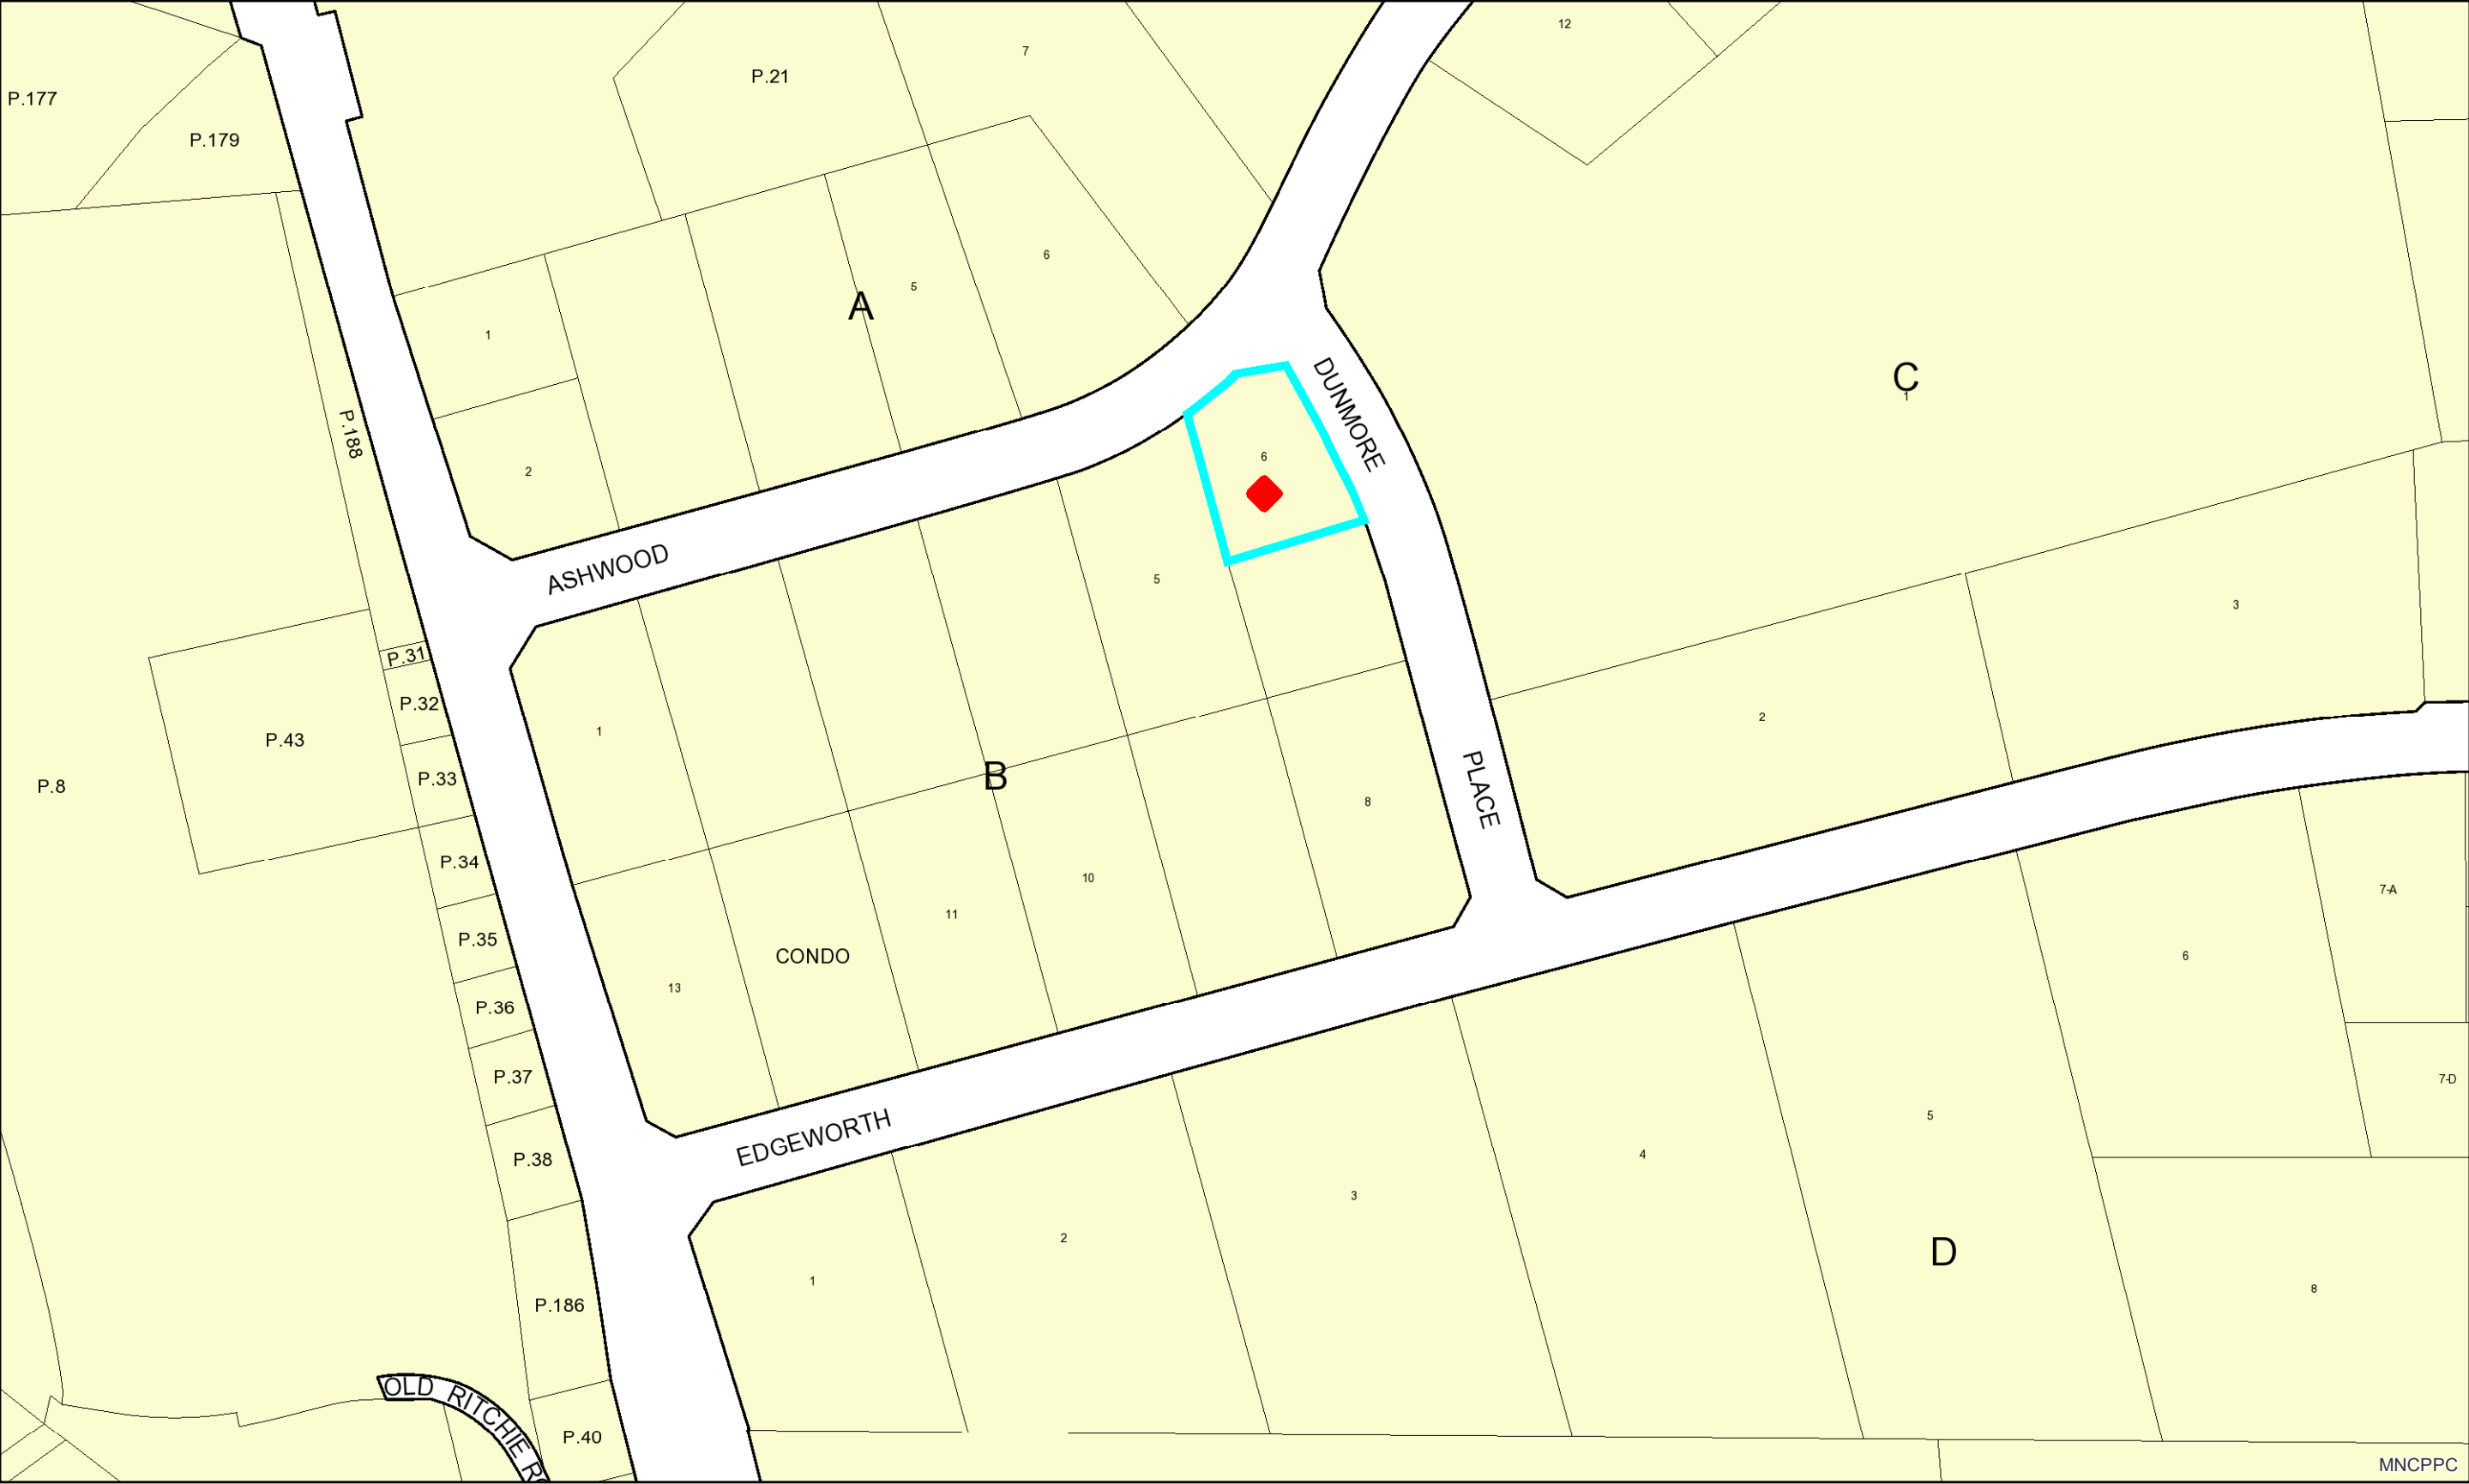 12
7
P.21
P.177
P.179
6
5
A
1
DUNMORE
C
1
P.188
2
6
ASHWOOD
5
3
P.31
P.32
2
1
P.43
B
P.33
P.8
PLACE
8
P.34
10
7-A
11
P.35
CONDO
6
13
P.36
P.37
7-D
5
EDGEWORTH
4
P.38
3
2
D
1
8
P.186
OLD RITCHIE
P.40
MNCPPC